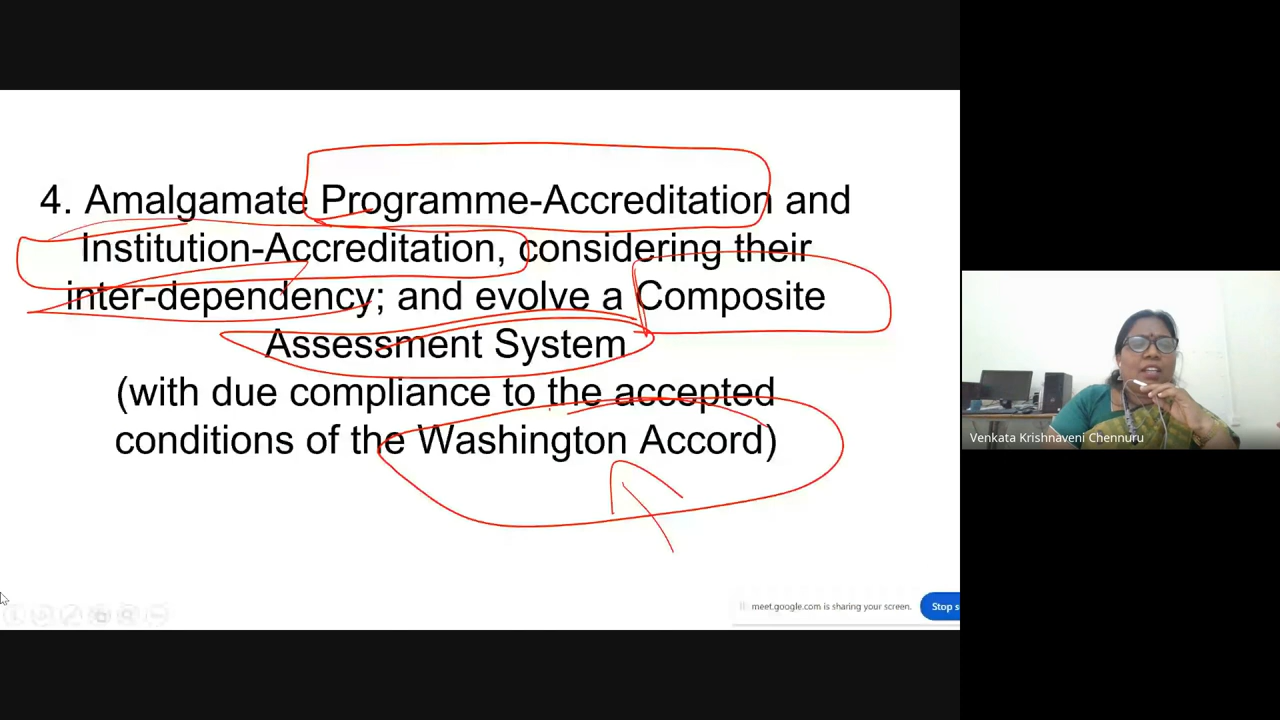 4. Amalgamate Programme-Accreditation and
Institution-Accreditation, considering their
inter-dependency; and evolve a Composite
Assessment System
(with due compliance to the accepted
conditions of the Washington Accord)
Venkata Krishnaveni Chennuru
meet.google.com is sharing your screen.
Stop s